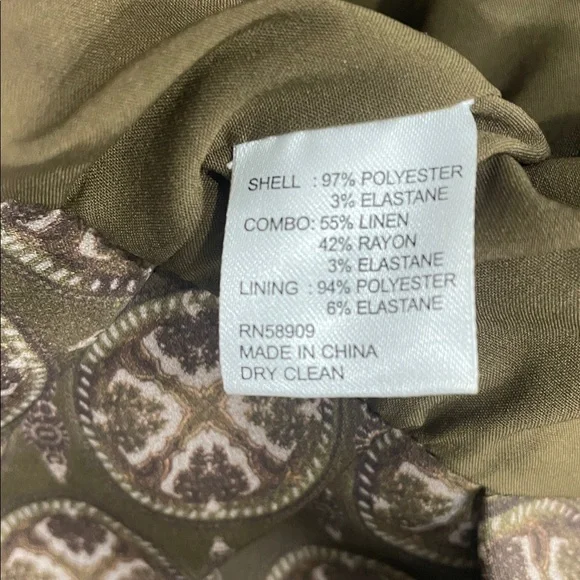 SHELL : 97% POLYESTER
3% ELASTANE
COMBO: 55% LINEN
42% RAYON
3% ELASTANE
LINING : 94% POLYESTER
6% ELASTANE
RN58909
MADE IN CHINA
DRY CLEAN